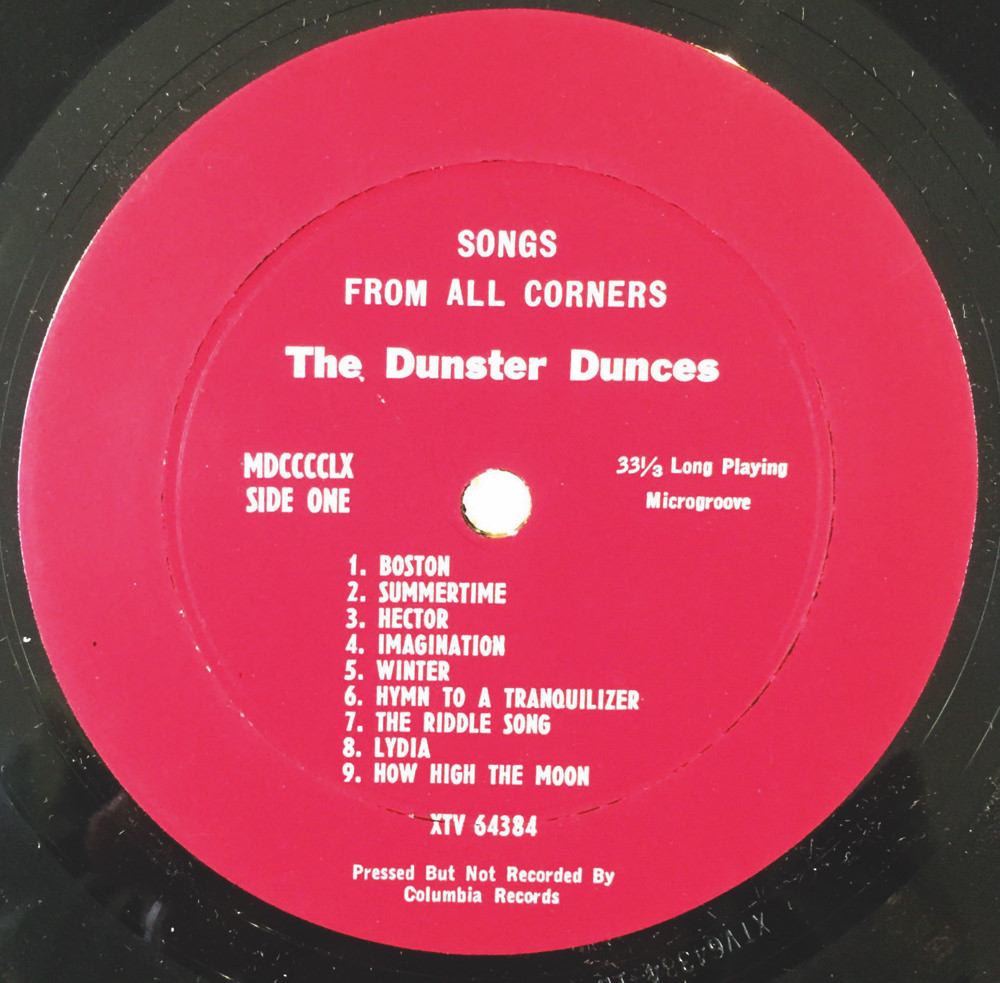 SONGS
FROM ALL CORNERS
The Dunster Dunces
MDCCCCLX
SIDE ONE
33⅓ Long Playing
Microgroove
1. BOSTON
2. SUMMERTIME
3. HECTOR
4. IMAGINATION
5. WINTER
6. HYMN TO A TRANQUILIZER
7. THE RIDDLE SONG
8. LYDIA
9. HOW HIGH THE MOON
XTV 64384
Pressed But Not Recorded By
Columbia Records